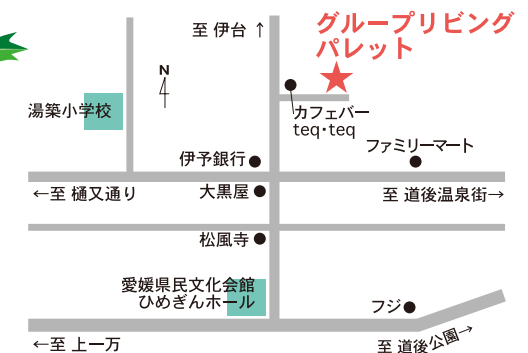 至 伊台 ↑
グループリビング
パレット
N
湯築小学校
カフェバー
teq・teq
ファミリーマート
伊予銀行
←至 樋又通り
大黒屋
至 道後温泉街→
松風寺
愛媛県民文化会館
ひめぎんホール
フジ
←至 上一万
至 道後公園→